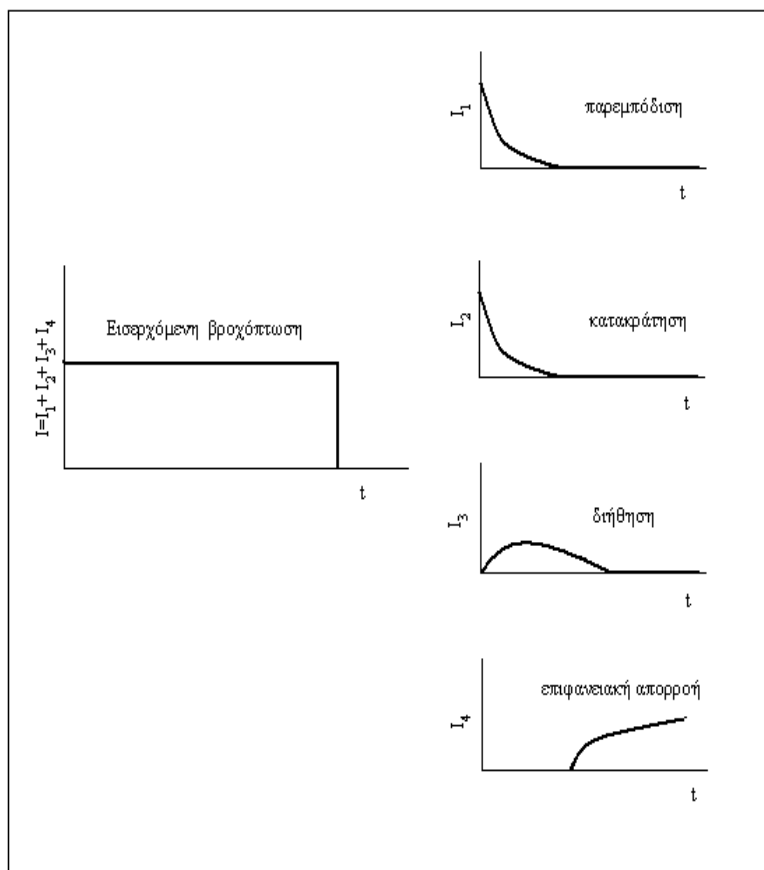 I₁
παρεμπόδιση
t
I₂
κατακράτηση
t
I=I₁+I₂+I₃+I₄
Εισερχόμενη βροχόπτωση
t
I₃
διήθηση
t
I₄
επιφανειακή απορροή
t